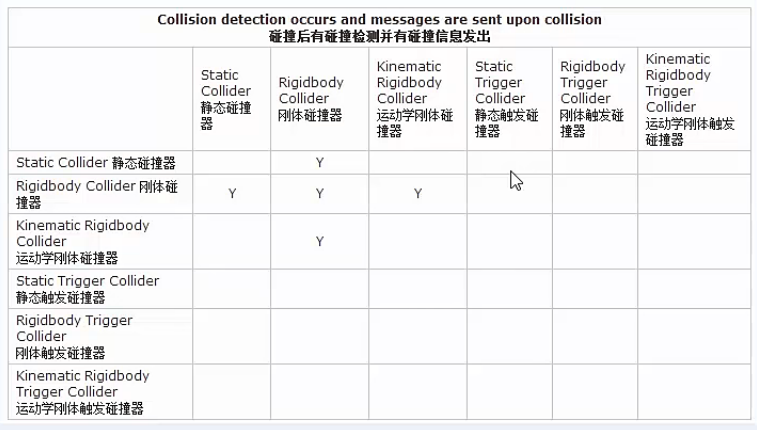 Collision detection occurs and messages are sent upon collision
碰撞后有碰撞检测并有碰撞信息发出
Static
Collider
静态碰撞
器
Rigidbody
Collider
刚体碰撞器
Kinematic
Rigidbody
Collider
运动学刚体碰
撞器
Static
Trigger
Collider
静态触发碰
撞器
Rigidbody
Trigger
Collider
刚体触发碰
撞器
Kinematic
Rigidbody
Trigger
Collider
运动学刚体触发
碰撞器
Static Collider 静态碰撞器
Y
Rigidbody Collider 刚体碰
撞器
Y
Y
Y
Kinematic Rigidbody
Collider
运动学刚体碰撞器
Y
Static Trigger Collider
静态触发碰撞器
Rigidbody Trigger
Collider
刚体触发碰撞器
Kinematic Rigidbody
Trigger Collider
运动学刚体触发碰撞器